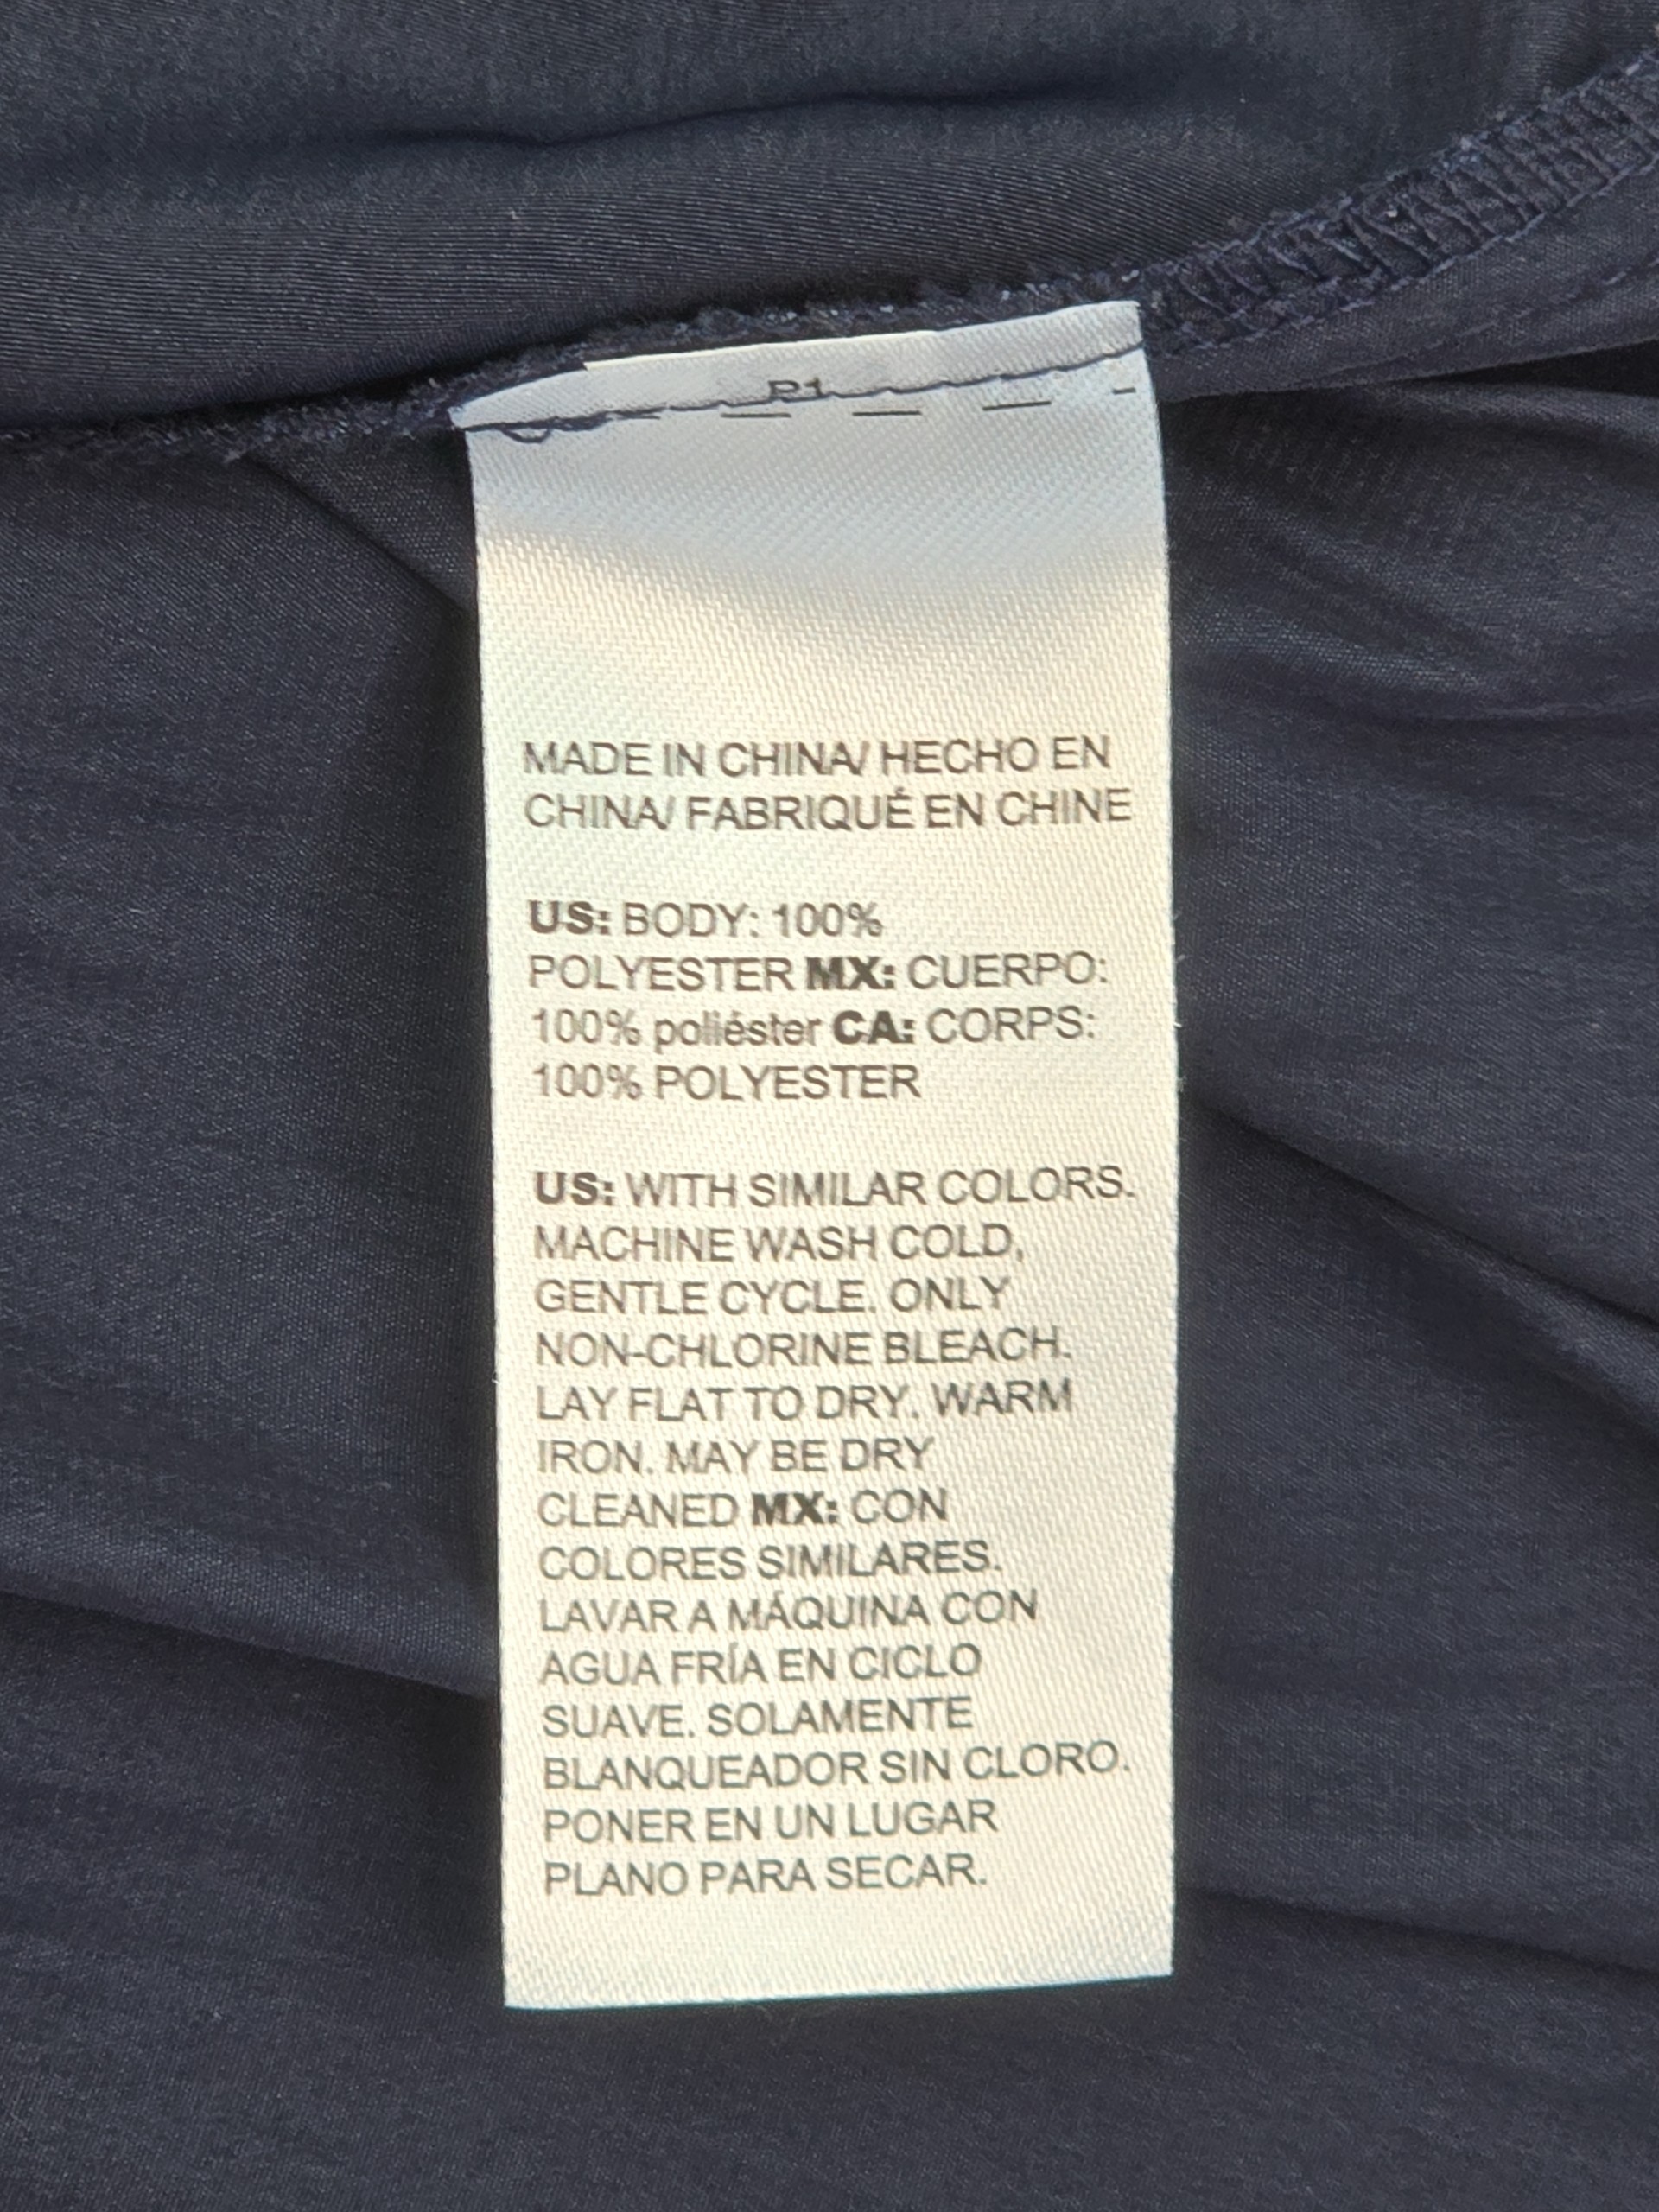 P1
MADE IN CHINA/ HECHO EN
CHINA/ FABRIQUÉ EN CHINE
US: BODY: 100%
POLYESTER MX: CUERPO:
100% poliéster CA: CORPS:
100% POLYESTER
US: WITH SIMILAR COLORS.
MACHINE WASH COLD,
GENTLE CYCLE. ONLY
NON-CHLORINE BLEACH.
LAY FLAT TO DRY. WARM
IRON. MAY BE DRY
CLEANED MX: CON
COLORES SIMILARES.
LAVAR A MÁQUINA CON
AGUA FRÍA EN CICLO
SUAVE. SOLAMENTE
BLANQUEADOR SIN CLORO.
PONER EN UN LUGAR
PLANO PARA SECAR.